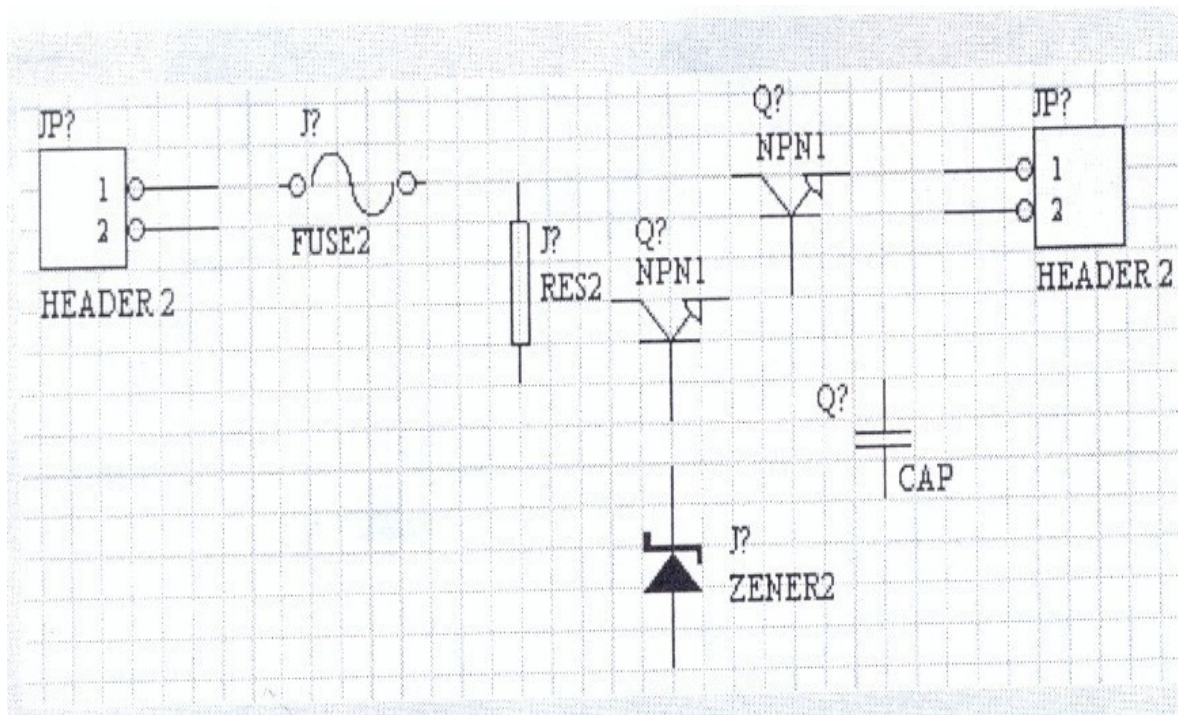 JP?
1
2
HEADER 2
J?
FUSE2
J?
RES2
Q?
NPN1
Q?
NPN1
JP?
1
2
HEADER 2
Q?
CAP
J?
ZENER2